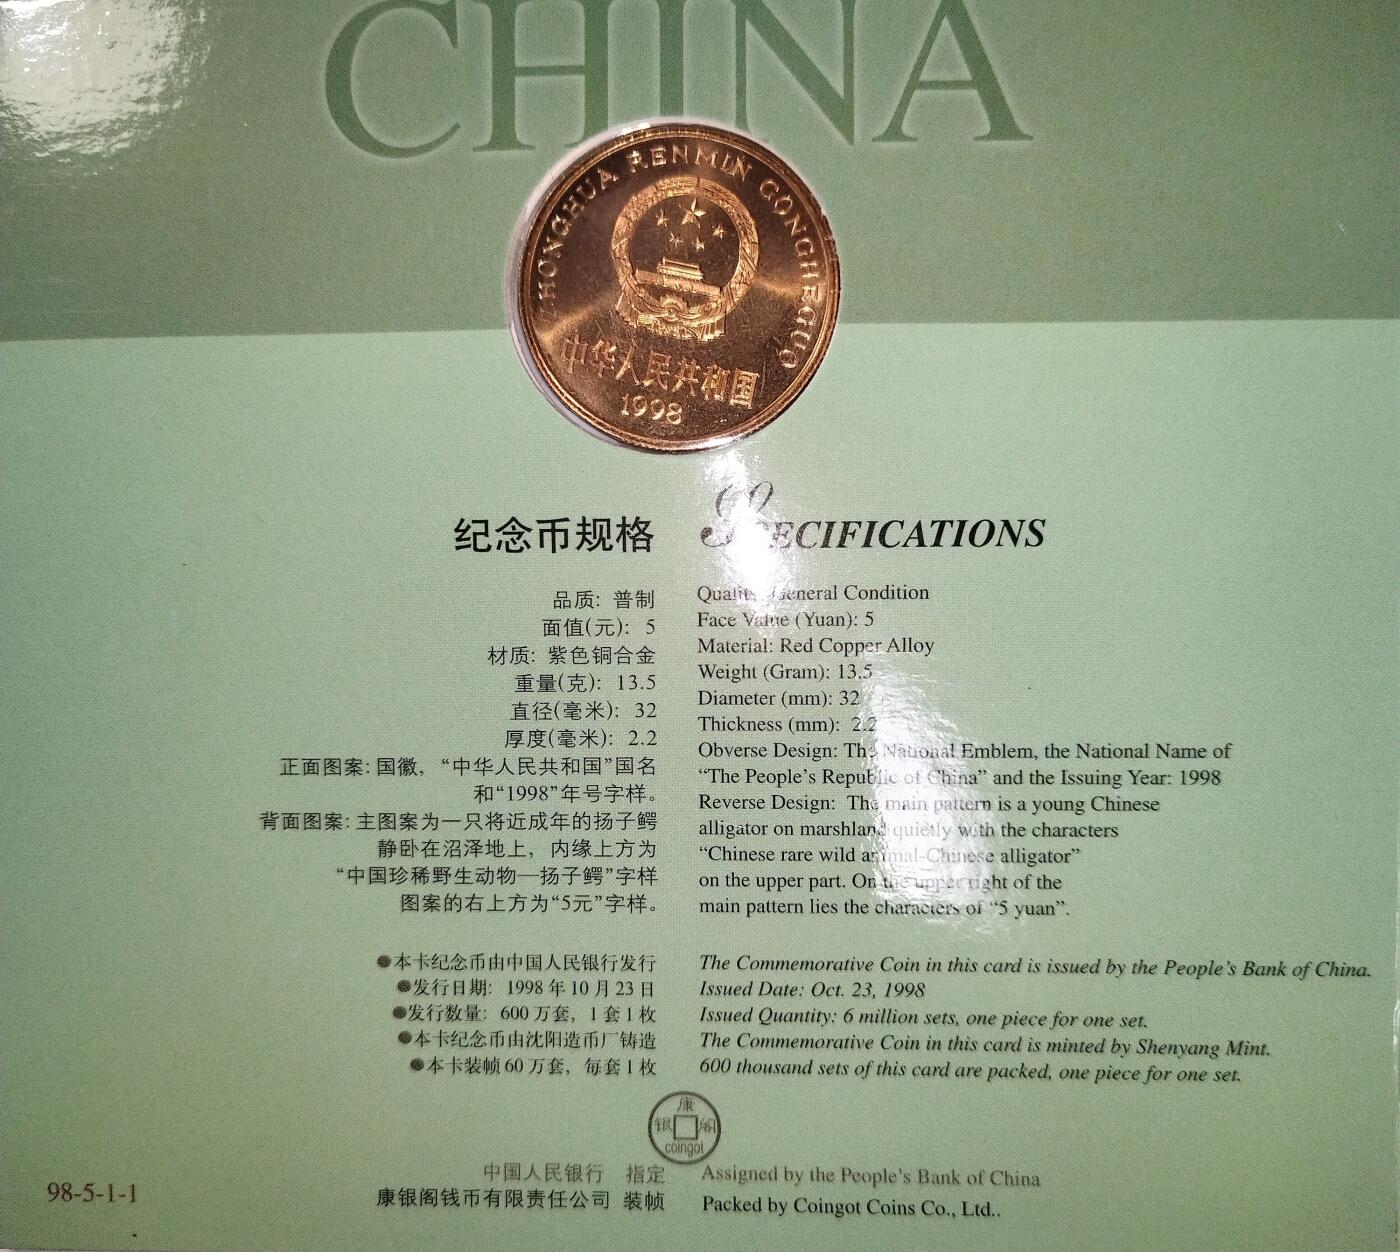 CHINA
ZHONGHUA RENMIN GONGHEGUO
中华人民共和国
1998
纪念币规格
SPECIFICATIONS
品质: 普制
面值(元): 5
材质: 紫色铜合金
重量(克): 13.5
直径(毫米): 32
厚度(毫米): 2.2
正面图案: 国徽，“中华人民共和国”国名
和“1998”年号字样。
背面图案: 主图案为一只将近成年的扬子鳄
静卧在沼泽地上，内缘上方为
“中国珍稀野生动物—扬子鳄”字样
图案的右上方为“5元”字样。
Quality: General Condition
Face Value (Yuan): 5
Material: Red Copper Alloy
Weight (Gram): 13.5
Diameter (mm): 32
Thickness (mm): 2.2
Obverse Design: The National Emblem, the National Name of
“The People’s Republic of China” and the Issuing Year: 1998
Reverse Design: The main pattern is a young Chinese
alligator on marshland quietly with the characters
“Chinese rare wild animal-Chinese alligator”
on the upper part. On the upper right of the
main pattern lies the characters of “5 yuan”.
●本卡纪念币由中国人民银行发行
●发行日期: 1998 年 10 月 23 日
●发行数量: 600 万套，1 套 1 枚
●本卡纪念币由沈阳造币厂铸造
●本卡装帧 60 万套，每套 1 枚
The Commemorative Coin in this card is issued by the People’s Bank of China.
Issued Date: Oct. 23, 1998
Issued Quantity: 6 million sets, one piece for one set.
The Commemorative Coin in this card is minted by Shenyang Mint.
600 thousand sets of this card are packed, one piece for one set.
康
银 阁
coingot
中国人民银行 指定
康银阁钱币有限责任公司 装帧
Assigned by the People’s Bank of China
Packed by Coingot Coins Co., Ltd..
98-5-1-1